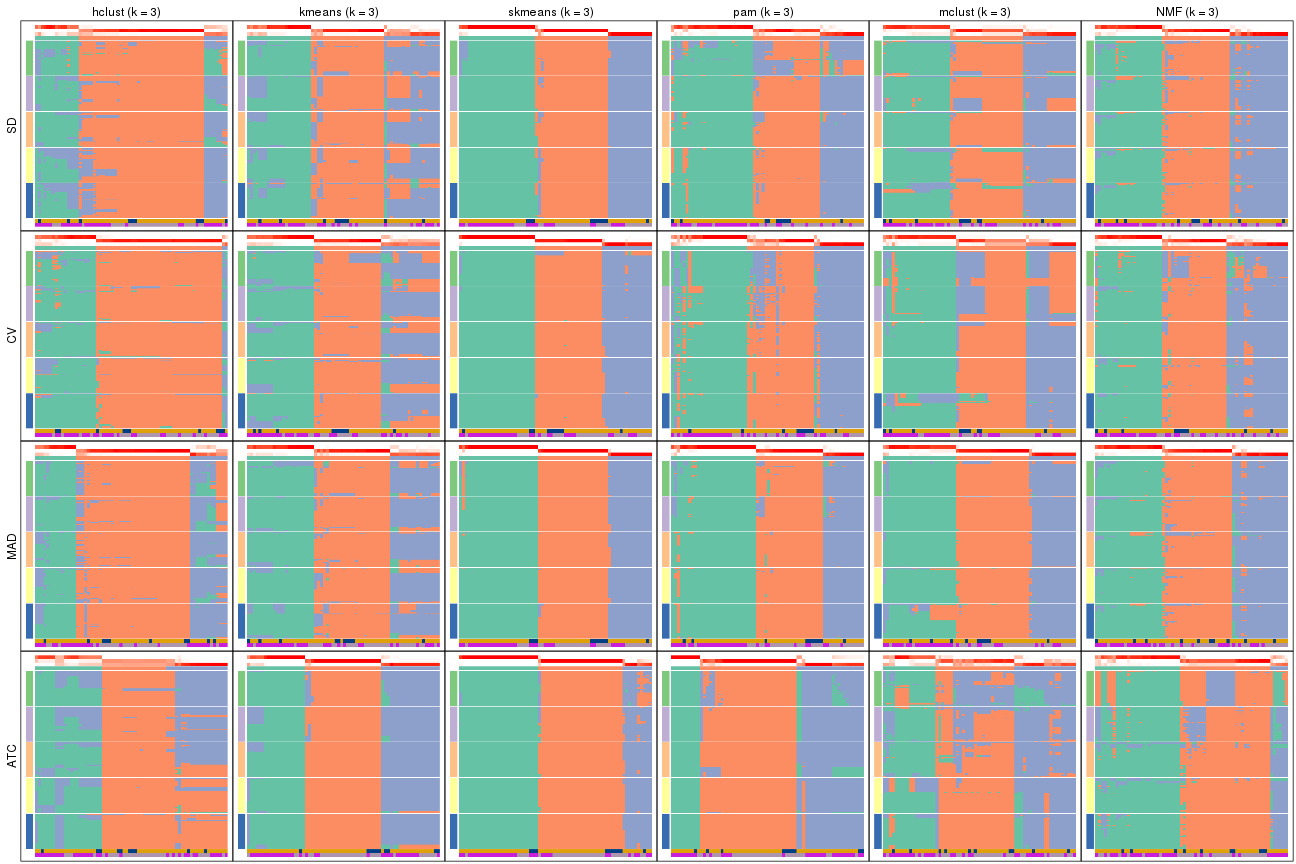 hclust (k = 3)
kmeans (k = 3)
skmeans (k = 3)
pam (k = 3)
mclust (k = 3)
NMF (k = 3)
SD
CV
MAD
ATC